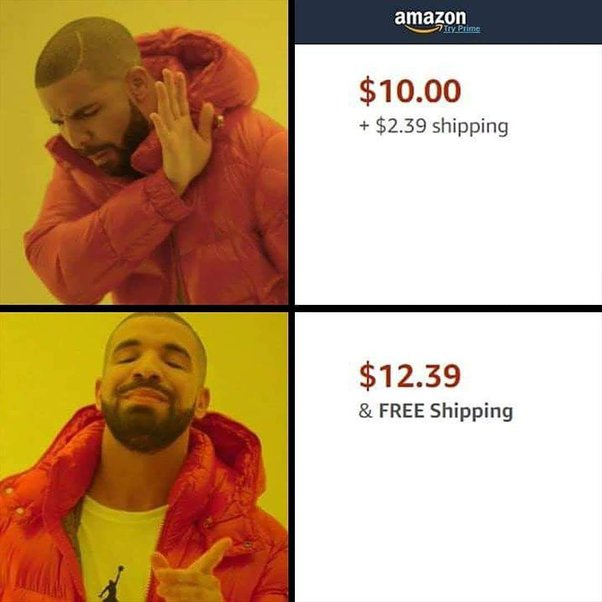 amazon
Try Prime
$10.00
+ $2.39 shipping
$12.39
& FREE Shipping